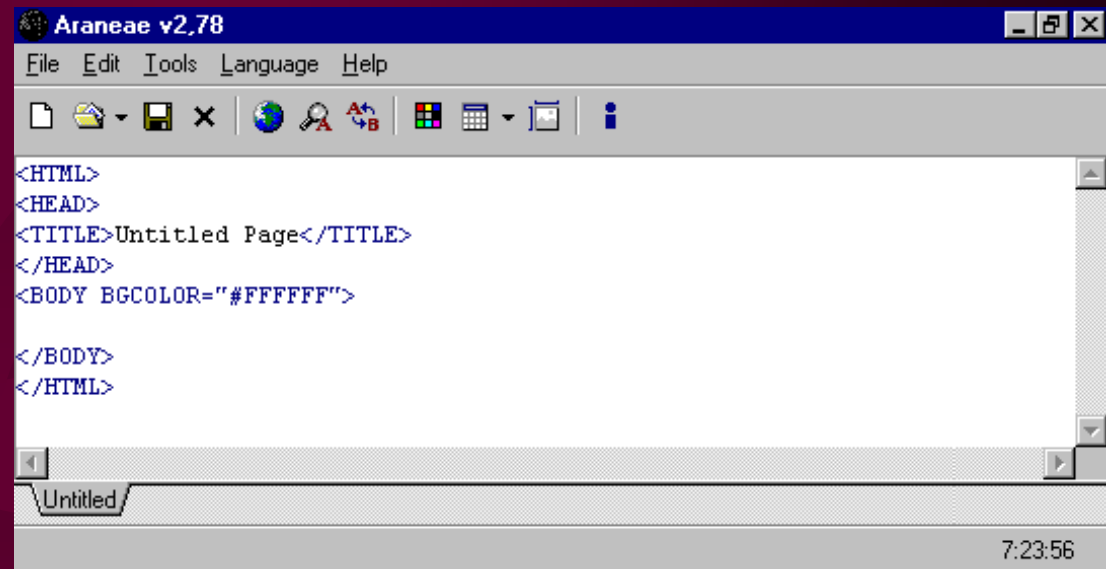 Araneae v2,78
File Edit Tools Language Help
<HTML>
<HEAD>
<TITLE>Untitled Page</TITLE>
</HEAD>
<BODY BGCOLOR="#FFFFFF">
</BODY>
</HTML>
Untitled
7:23:56